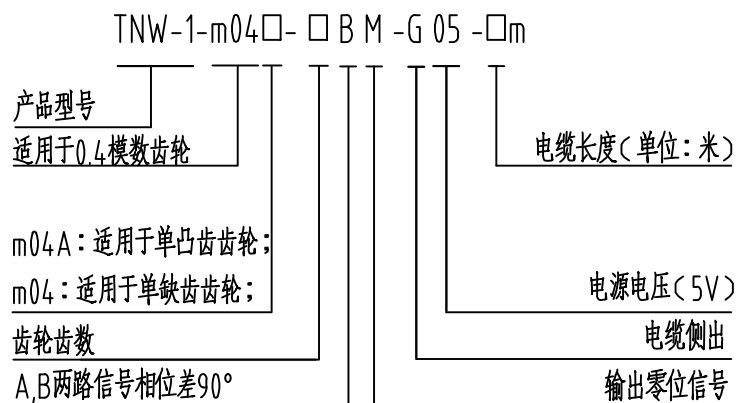 TNW-1-m04□-□BM-G05-□m
产品型号
适用于0.4模数齿轮
电缆长度(单位:米)
m04A:适用于单凸齿齿轮;
m04:适用于单缺齿齿轮;
电源电压(5V)
齿轮齿数
电缆侧出
A,B两路信号相位差90°
输出零位信号